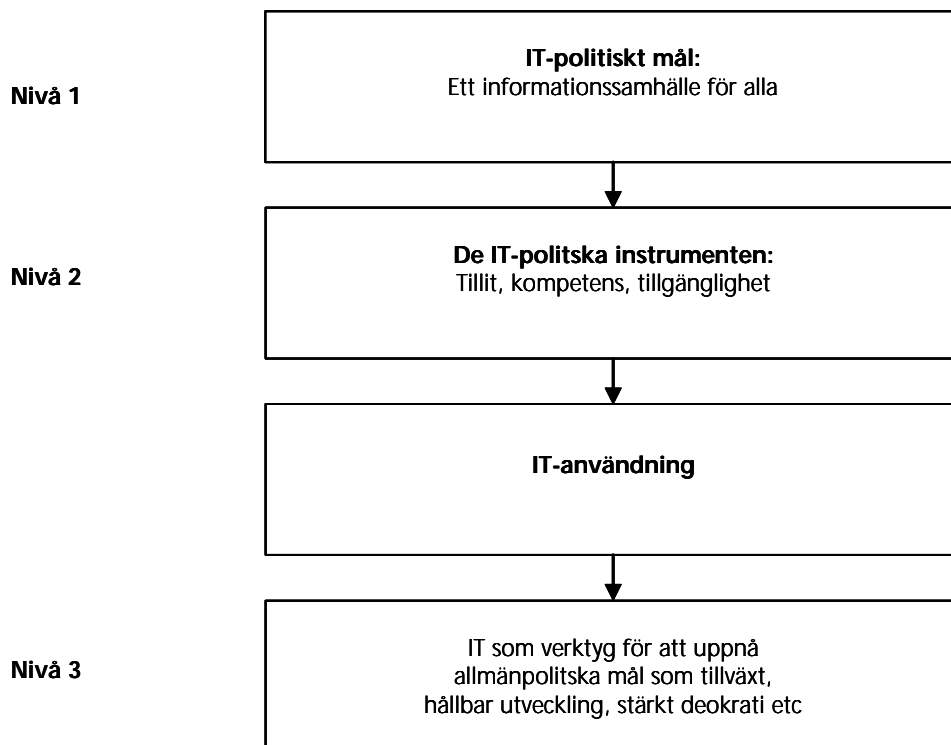 IT-politiskt mål:
Ett informationssamhälle för alla
Nivå 1
De IT-politska instrumenten:
Tillit, kompetens, tillgänglighet
Nivå 2
IT-användning
IT som verktyg för att uppnå
allmänpolitska mål som tillväxt,
hållbar utveckling, stärkt deokrati etc
Nivå 3